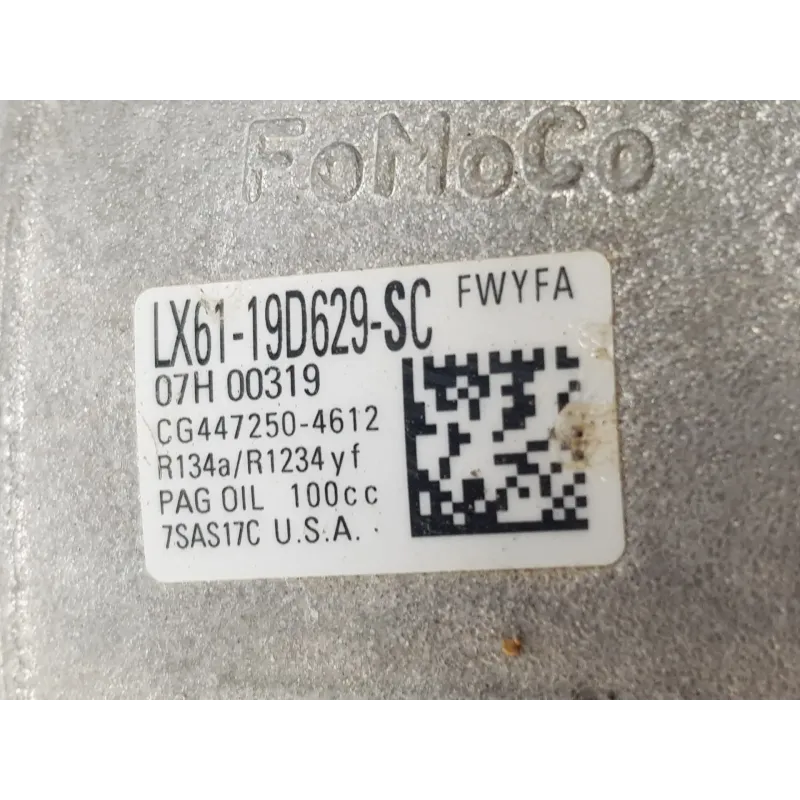 FoMoCo
LX61-19D629-SC FWYFA
07H 00319
CG447250-4612
R134a/R1234yf
PAG OIL 100cc
7SAS17C U.S.A.